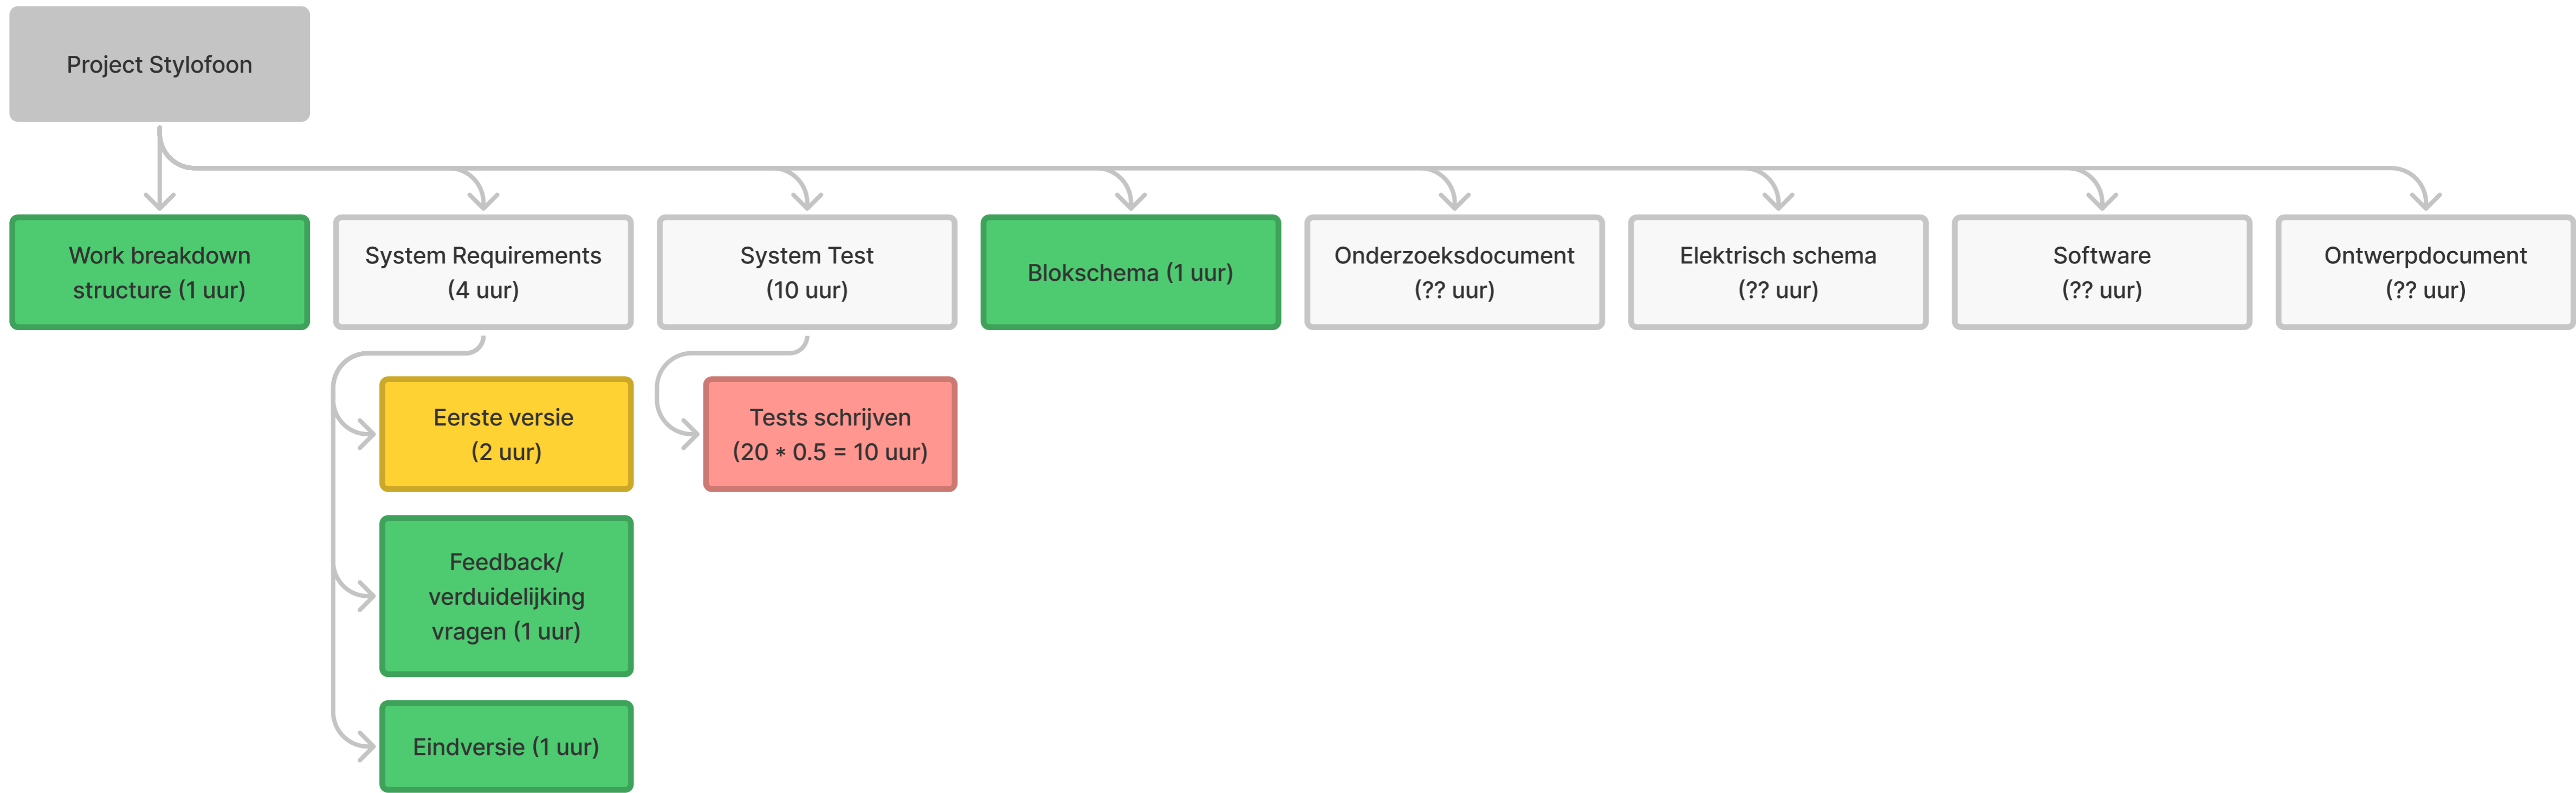 Project Stylofoon
Work breakdown
structure (1 uur)
System Requirements
(4 uur)
System Test
(10 uur)
Blokschema (1 uur)
Onderzoeksdocument
(?? uur)
Elektrisch schema
(?? uur)
Software
(?? uur)
Ontwerpdocument
(?? uur)
Eerste versie
(2 uur)
Feedback/
verduidelijking
vragen (1 uur)
Eindversie (1 uur)
Tests schrijven
(20 * 0.5 = 10 uur)